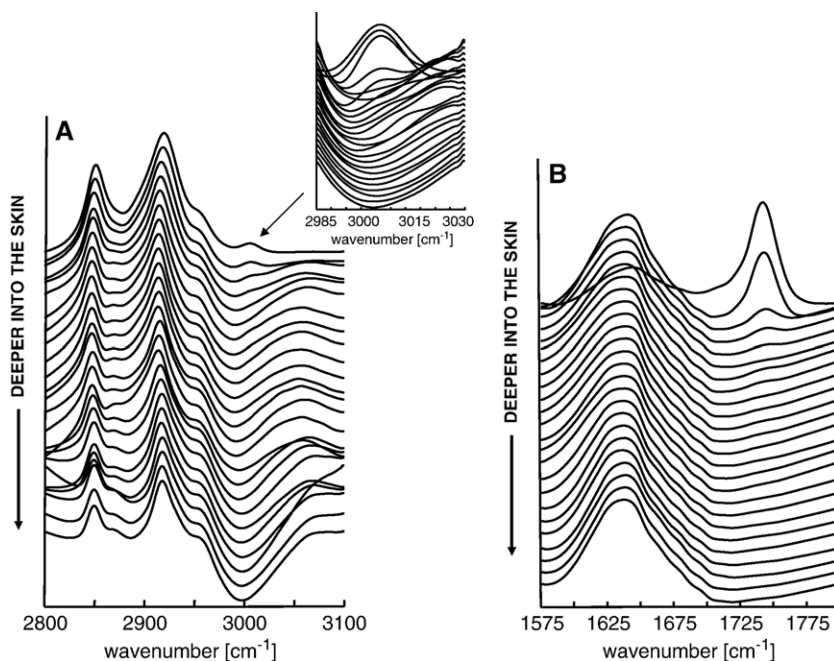 2985 3000 3015 3030
wavenumber [cm-1]
A
DEEPER INTO THE SKIN
2800 2900 3000 3100
wavenumber [cm-1]
B
DEEPER INTO THE SKIN
1575 1625 1675 1725 1775
wavenumber [cm-1]